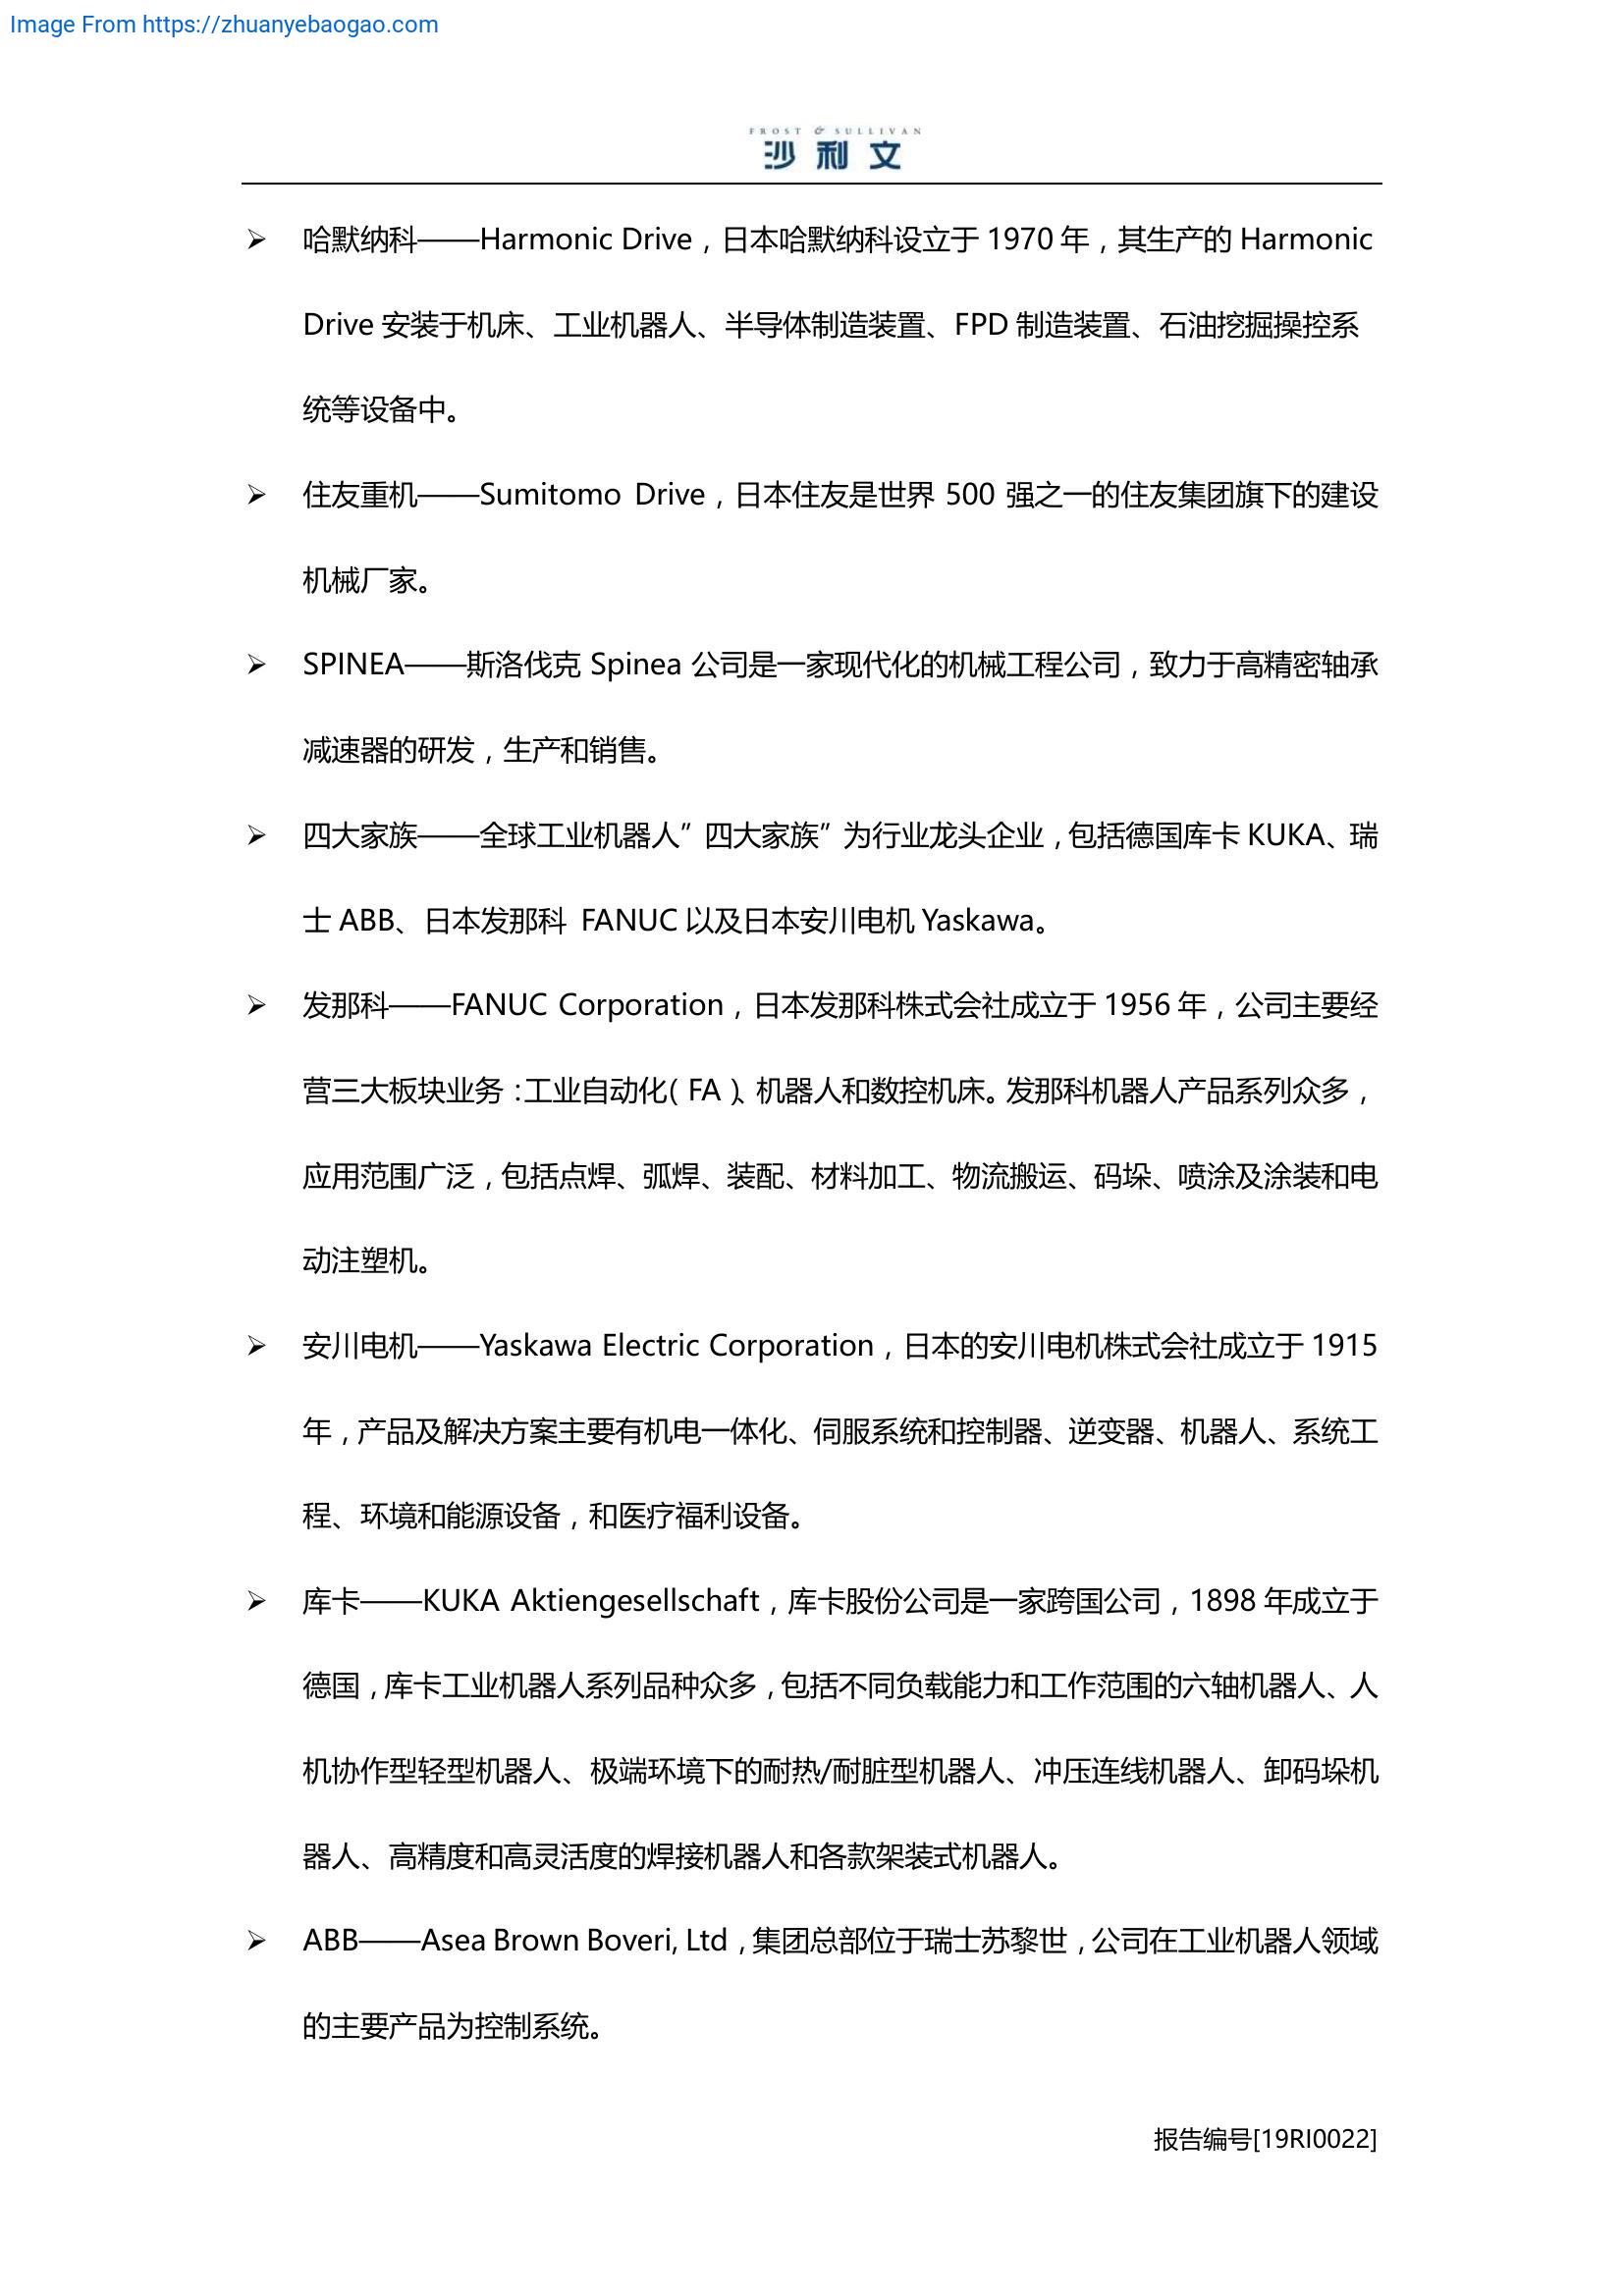 Image From https://zhuanyebaogao.com
FROST & SULLIVAN
沙利文
➢ 哈默纳科——Harmonic Drive，日本哈默纳科设立于 1970 年，其生产的 Harmonic
Drive 安装于机床、工业机器人、半导体制造装置、FPD 制造装置、石油挖掘操控系
统等设备中。
➢ 住友重机——Sumitomo Drive，日本住友是世界 500 强之一的住友集团旗下的建设
机械厂家。
➢ SPINEA——斯洛伐克 Spinea 公司是一家现代化的机械工程公司，致力于高精密轴承
减速器的研发，生产和销售。
➢ 四大家族——全球工业机器人”四大家族”为行业龙头企业，包括德国库卡 KUKA、瑞
士 ABB、日本发那科 FANUC 以及日本安川电机 Yaskawa。
➢ 发那科——FANUC Corporation，日本发那科株式会社成立于 1956 年，公司主要经
营三大板块业务：工业自动化（FA）、机器人和数控机床。发那科机器人产品系列众多，
应用范围广泛，包括点焊、弧焊、装配、材料加工、物流搬运、码垛、喷涂及涂装和电
动注塑机。
➢ 安川电机——Yaskawa Electric Corporation，日本的安川电机株式会社成立于 1915
年，产品及解决方案主要有机电一体化、伺服系统和控制器、逆变器、机器人、系统工
程、环境和能源设备，和医疗福利设备。
➢ 库卡——KUKA Aktiengesellschaft，库卡股份公司是一家跨国公司，1898 年成立于
德国，库卡工业机器人系列品种众多，包括不同负载能力和工作范围的六轴机器人、人
机协作型轻型机器人、极端环境下的耐热/耐脏型机器人、冲压连线机器人、卸码垛机
器人、高精度和高灵活度的焊接机器人和各款架装式机器人。
➢ ABB——Asea Brown Boveri, Ltd，集团总部位于瑞士苏黎世，公司在工业机器人领域
的主要产品为控制系统。
报告编号[19RI0022]